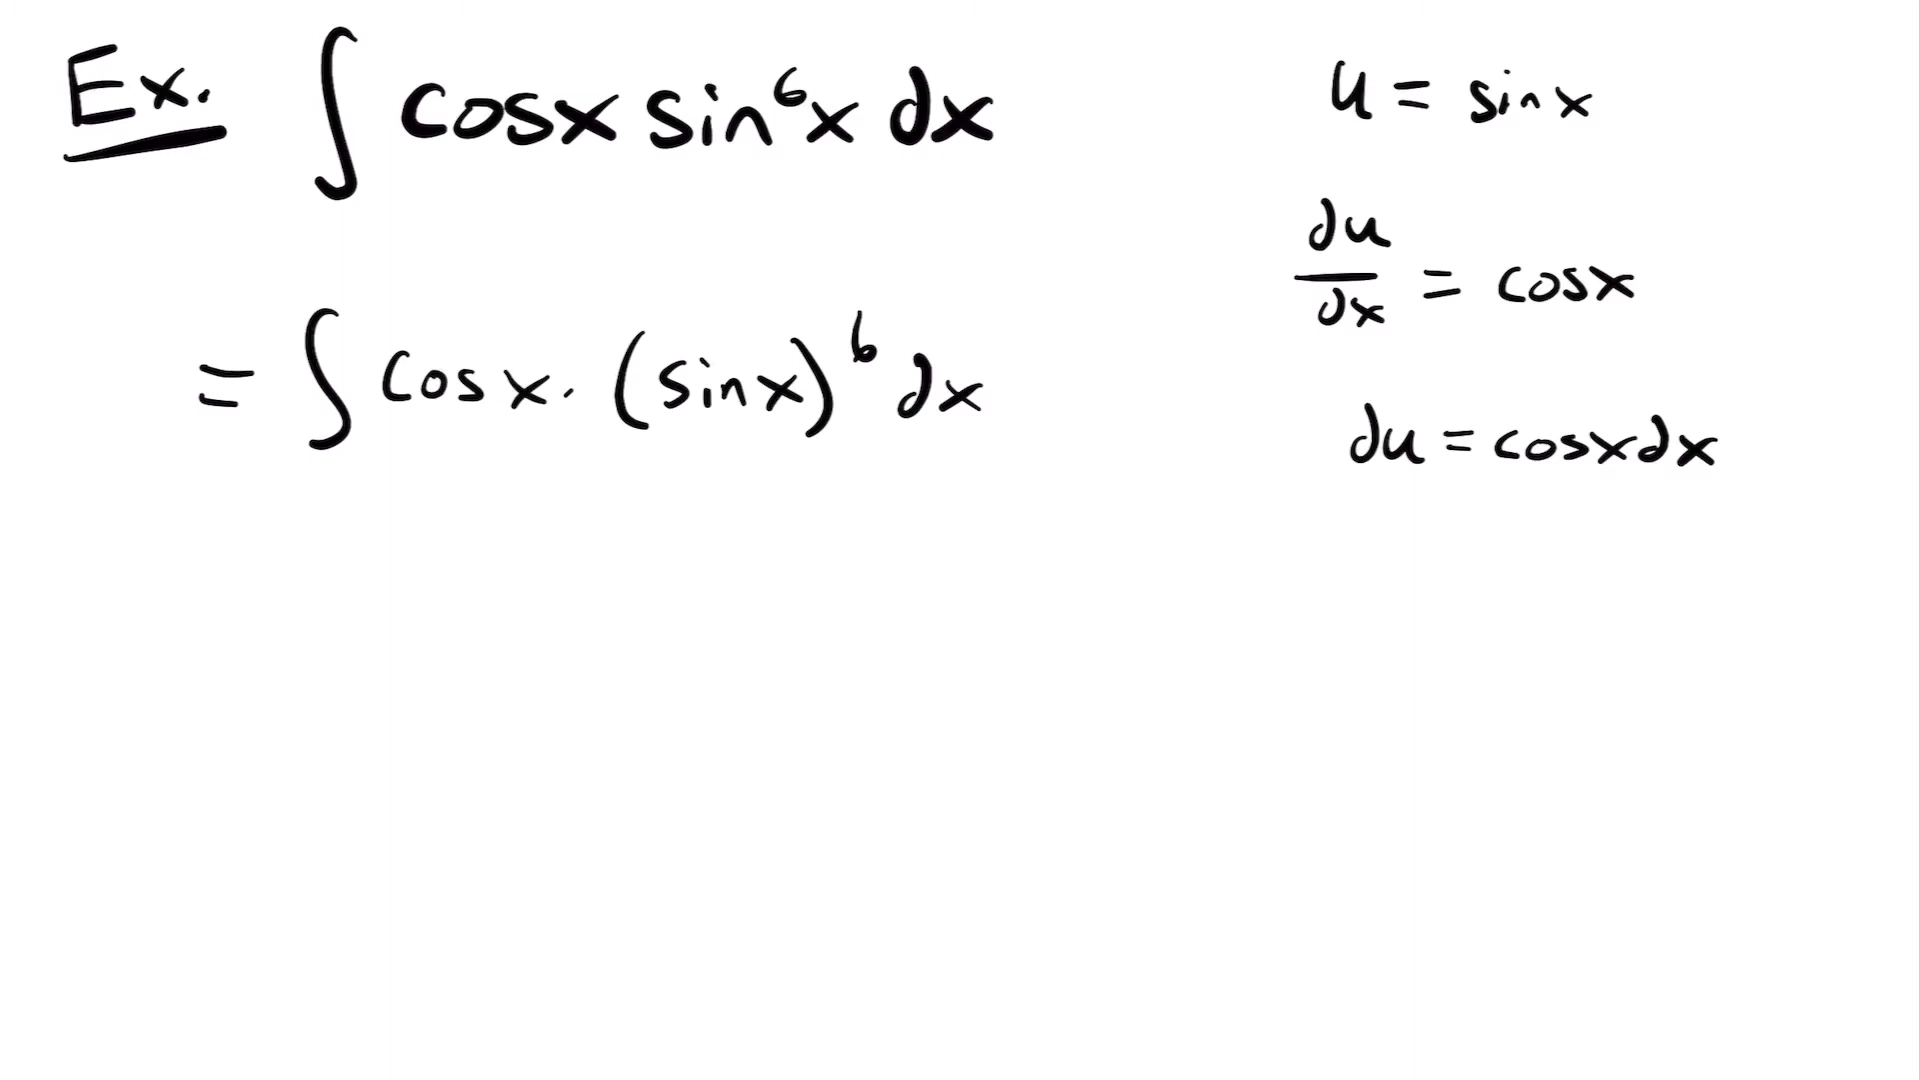 Ex. ∫ cosx sin⁶x dx
= ∫ cosx · (sinx)⁶ dx
u = sinx
du/dx = cosx
du = cosxdx